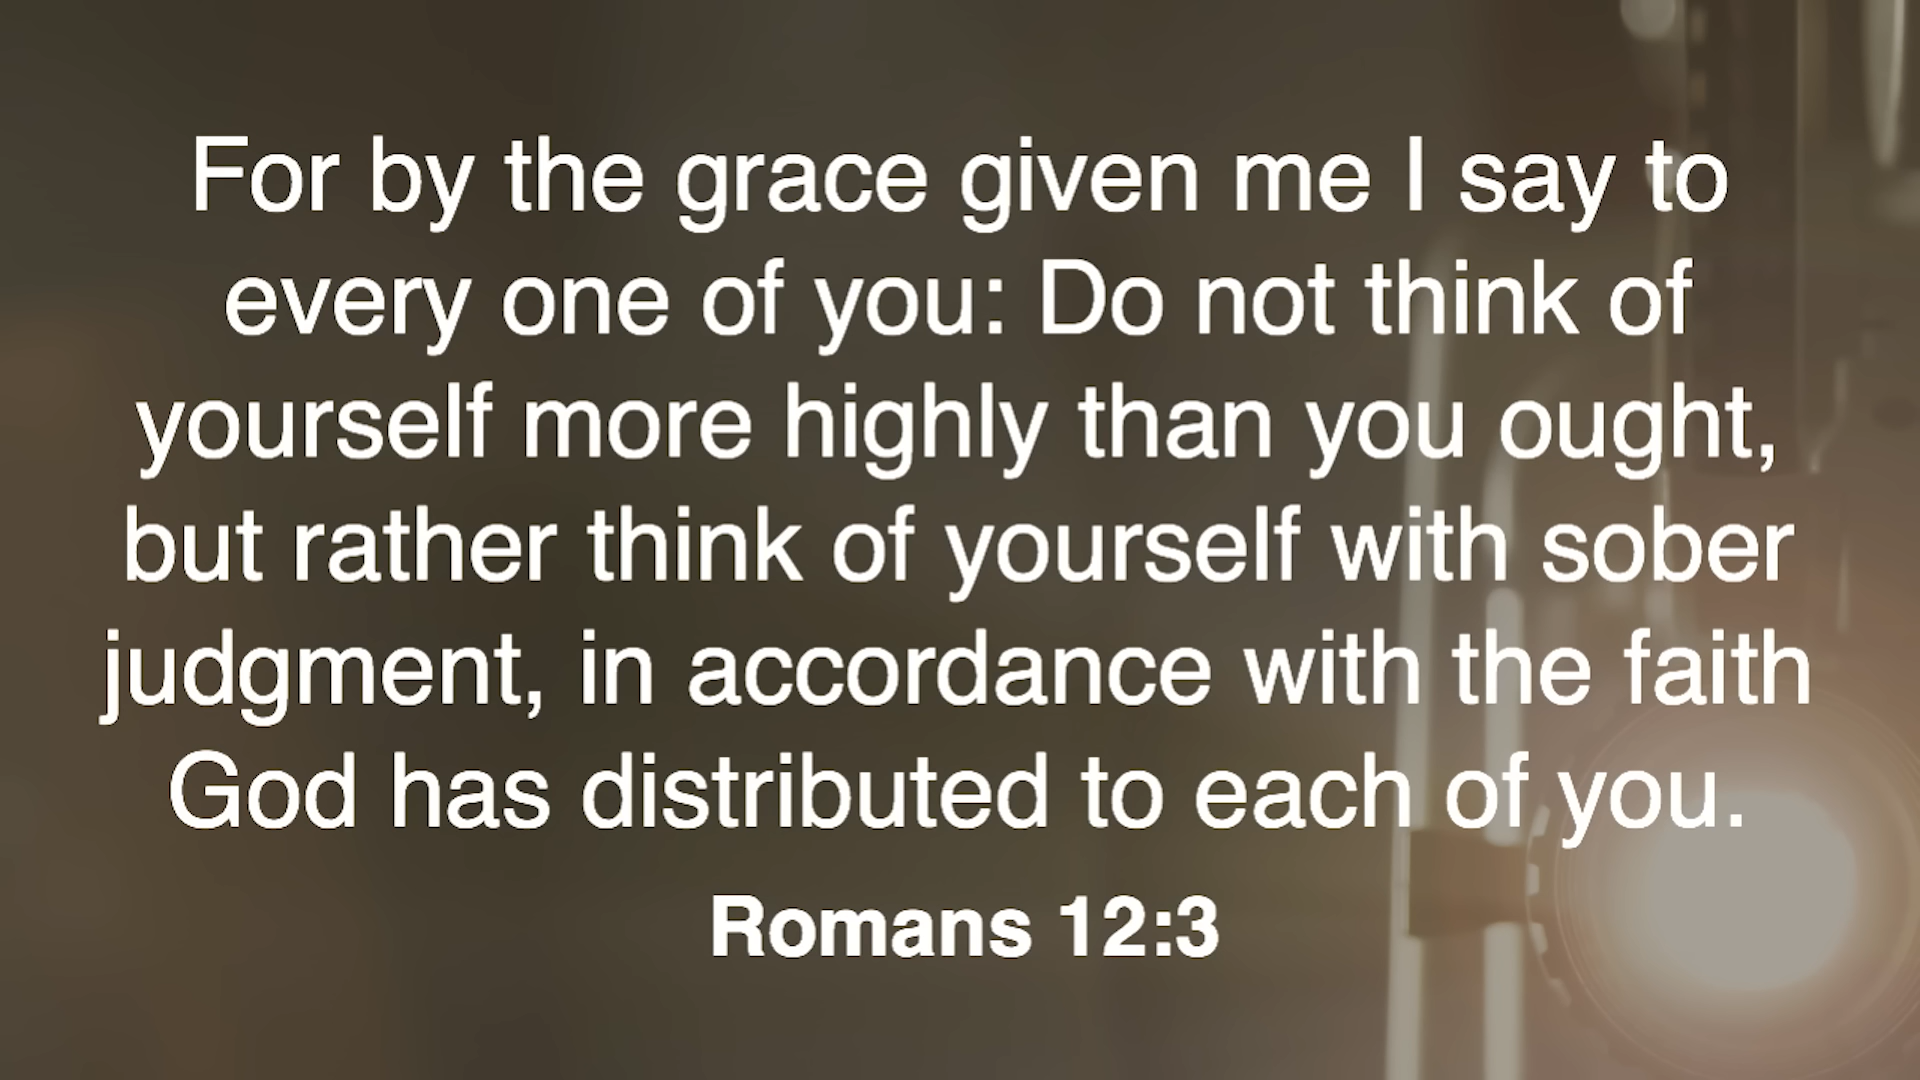 For by the grace given me I say to
every one of you: Do not think of
yourself more highly than you ought,
but rather think of yourself with sober
judgment, in accordance with the faith
God has distributed to each of you.
Romans 12:3